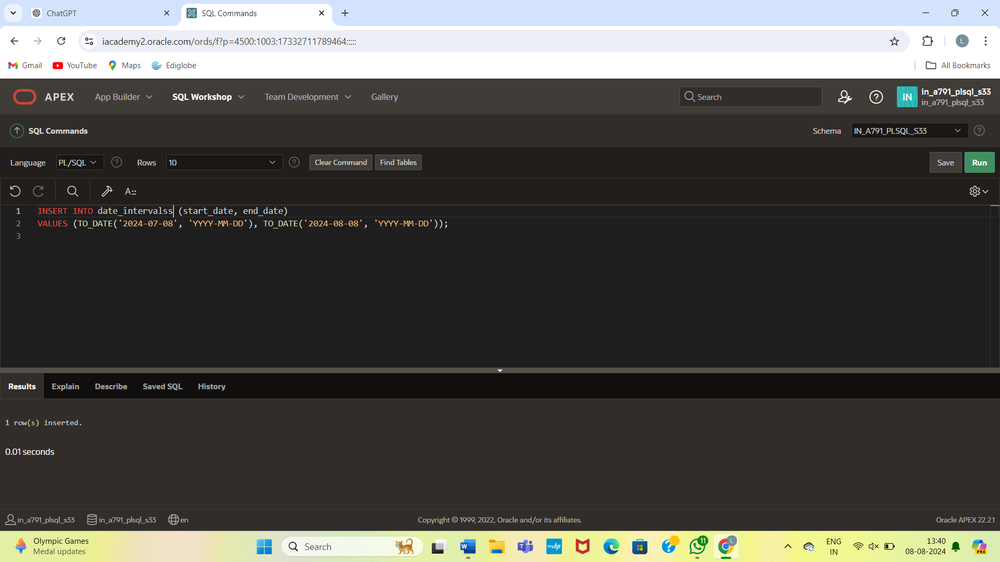 ChatGPT
SQL Commands
iacademy2.oracle.com/ords/f?p=4500:1003:17332711789464:::::
L
Gmail YouTube Maps Ediglobe All Bookmarks
APEX App Builder SQL Workshop Team Development Gallery Search IN in_a791_plsql_s33
in_a791_plsql_s33
SQL Commands Schema IN_A791_PLSQL_S33
Language PL/SQL Rows 10 Clear Command Find Tables Save Run
A::
1 INSERT INTO date_intervalss (start_date, end_date)
2 VALUES (TO_DATE('2024-07-08', 'YYYY-MM-DD'), TO_DATE('2024-08-08', 'YYYY-MM-DD'));
3
Results Explain Describe Saved SQL History
1 row(s) inserted.
0.01 seconds
in_a791_plsql_s33 in_a791_plsql_s33 en Copyright © 1999, 2022, Oracle and/or its affiliates. Oracle APEX 22.2.1
Olympic Games
Medal updates
Search
W
myhp
11
L
ENG
IN
13:40
08-08-2024
PRE